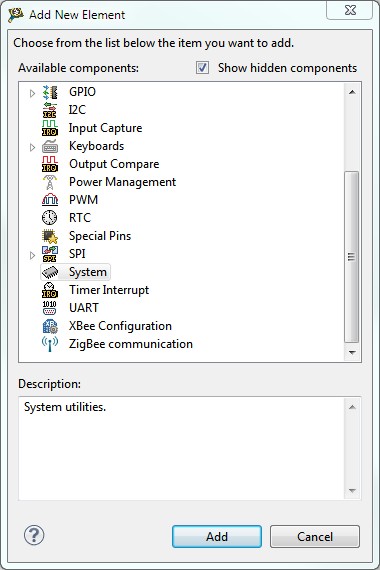 Add New Element
Choose from the list below the item you want to add.
Available components: Show hidden components
GPIO
I2C
Input Capture
Keyboards
Output Compare
Power Management
PWM
RTC
Special Pins
SPI
System
Timer Interrupt
UART
XBee Configuration
ZigBee communication
Description:
System utilities.
Add Cancel